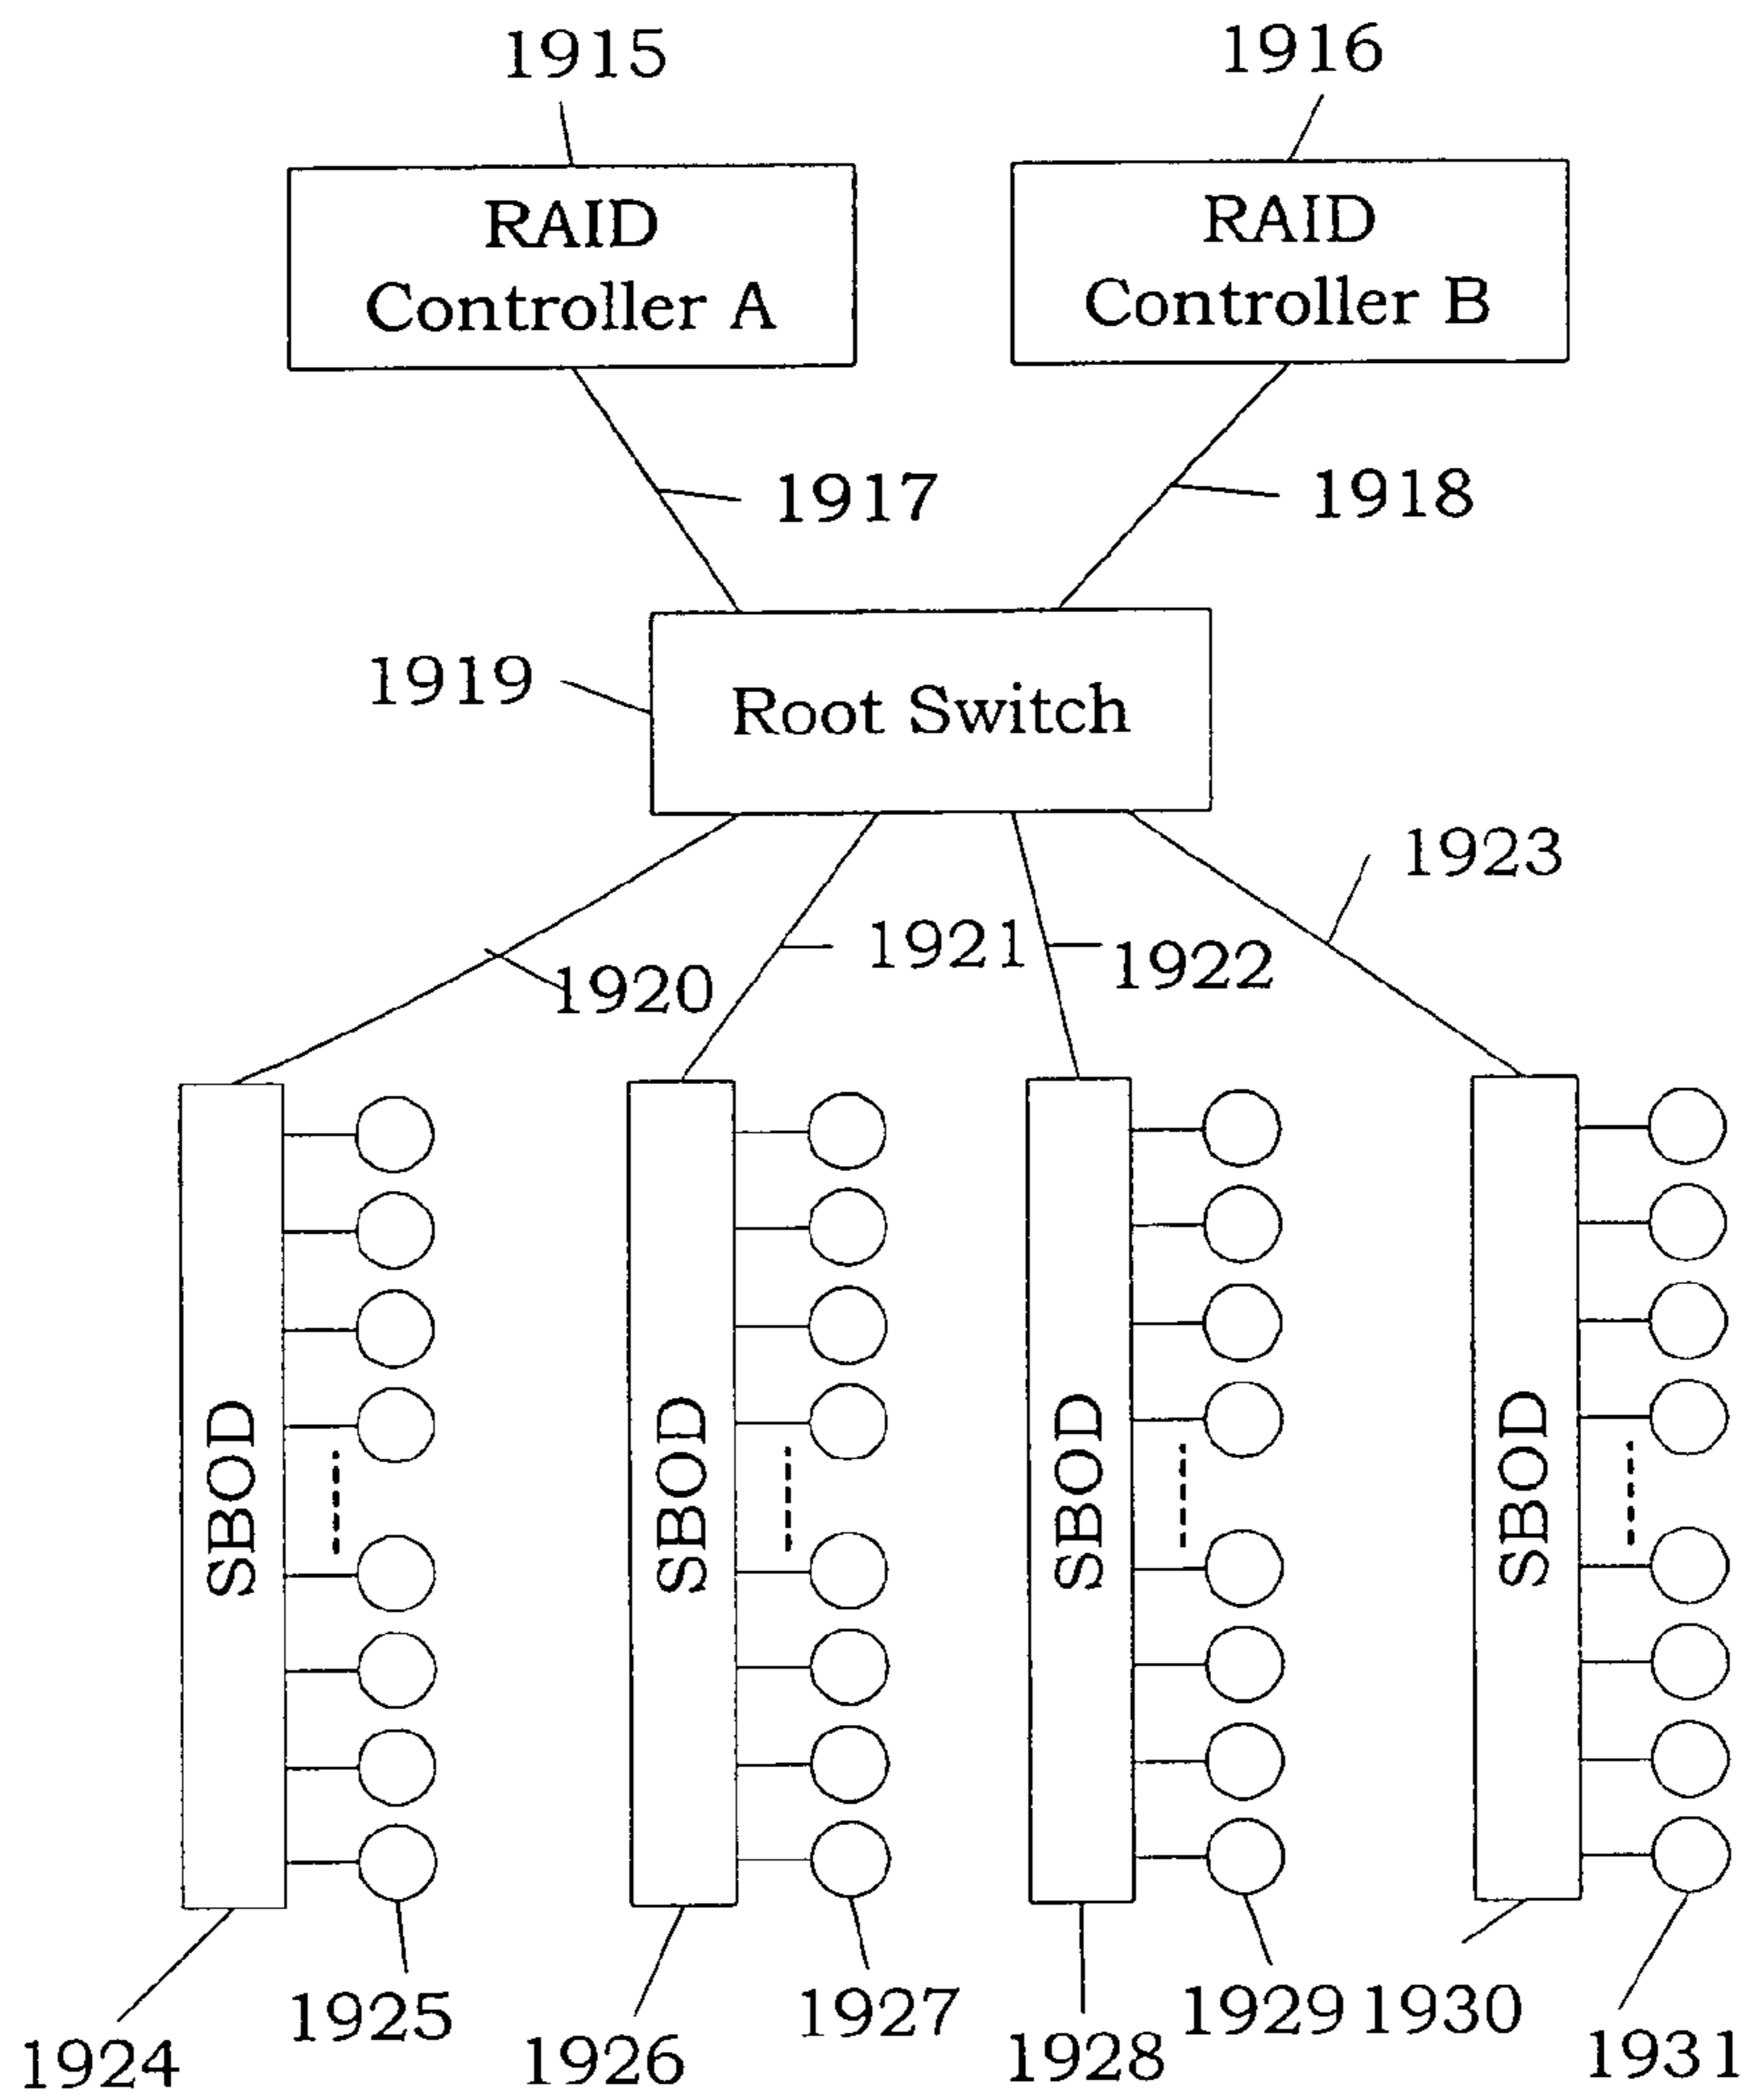 1915
1916
RAID
Controller A
RAID
Controller B
1917
1918
1919
Root Switch
1923
1921
1922
1920
SBOD
SBOD
SBOD
SBOD
1925
1927
1929
1930
1924
1926
1928
1931